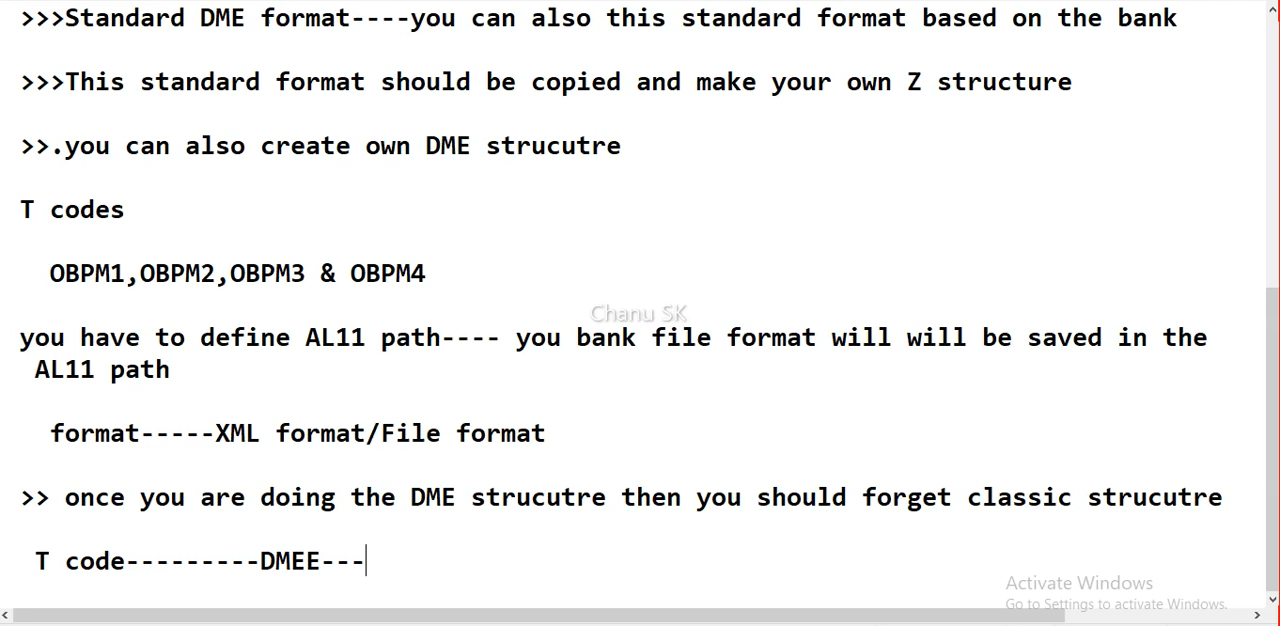 >>>Standard DME format----you can also this standard format based on the bank
>>>This standard format should be copied and make your own Z structure
>>.you can also create own DME strucutre
T codes
OBPM1,OBPM2,OBPM3 & OBPM4
Chanu SK
you have to define AL11 path---- you bank file format will will be saved in the
AL11 path
format-----XML format/File format
>> once you are doing the DME strucutre then you should forget classic strucutre
T code---------DMEE---
Activate Windows
Go to Settings to activate Windows.